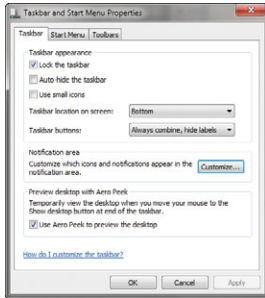 Taskbar and Start Menu Properties
Taskbar Start Menu Toolbars
Taskbar appearance
Lock the taskbar
Auto-hide the taskbar
Use small icons
Taskbar location on screen: Bottom
Taskbar buttons: Always combine, hide labels
Notification area
Customize which icons and notifications appear in the
notification area.
Customize...
Preview desktop with Aero Peek
Temporarily view the desktop when you move your mouse to the
Show desktop button at end of the taskbar.
Use Aero Peek to preview the desktop
How do I customize the taskbar?
OK Cancel Apply